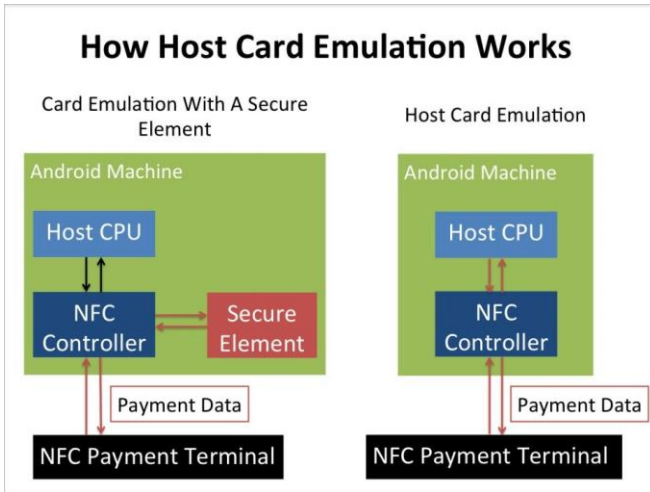 How Host Card Emulation Works
Card Emulation With A Secure
Element
Android Machine
Host CPU
NFC
Controller
Secure
Element
Payment Data
NFC Payment Terminal
Host Card Emulation
Android Machine
Host CPU
NFC
Controller
Payment Data
NFC Payment Terminal